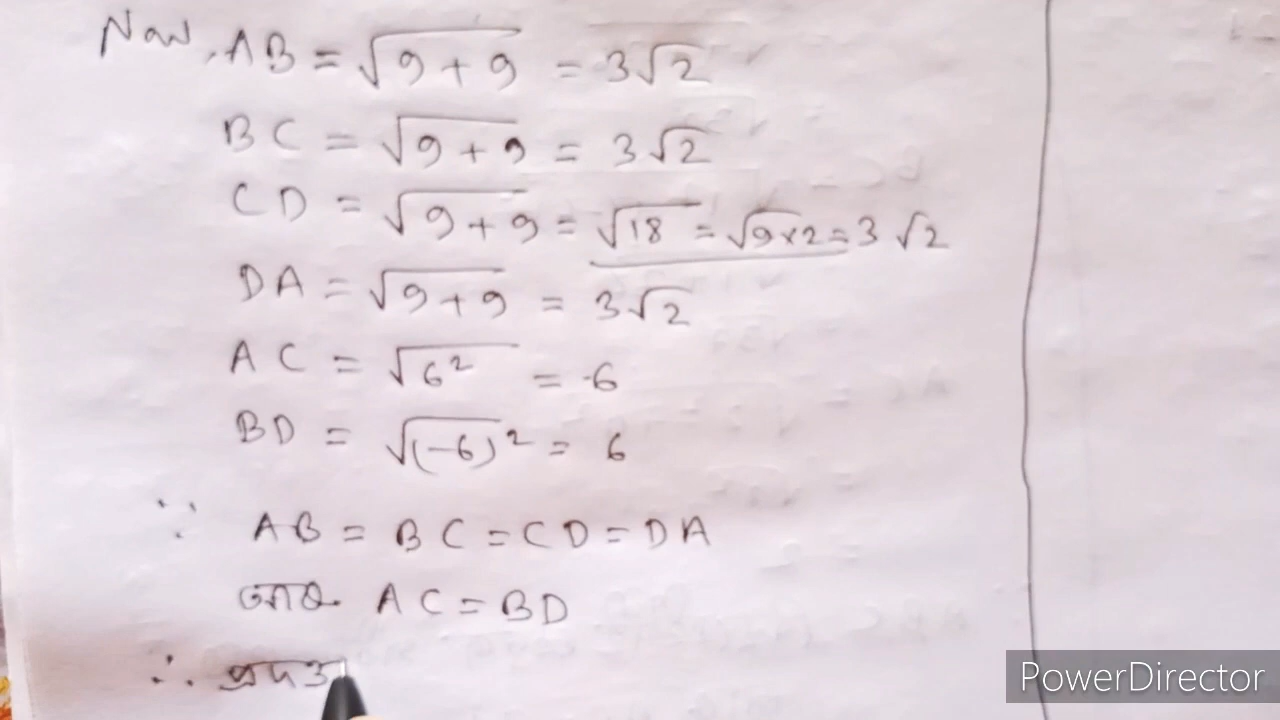 Now, AB = √9+9 = 3√2
BC = √9+9 = 3√2
CD = √9+9 = √18 = √9×2 = 3√2
DA = √9+9 = 3√2
AC = √6² = 6
BD = √(-6)² = 6
∵ AB = BC = CD = DA
আৰু AC = BD
∴
PowerDirector